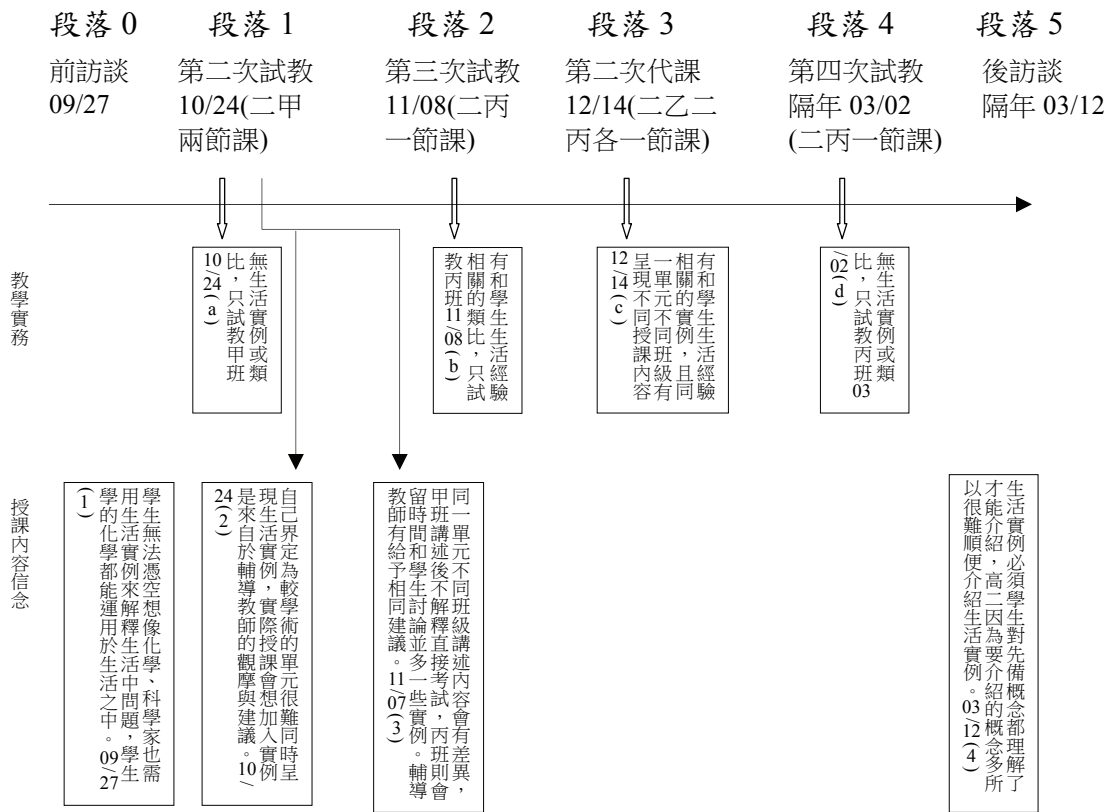 段落 0
前訪談
09/27
段落 1
第二次試教
10/24(二甲
兩節課)
段落 2
第三次試教
11/08(二丙
一節課)
段落 3
第二次代課
12/14(二乙二
丙各一節課)
段落 4
第四次試教
隔年 03/02
(二丙一節課)
段落 5
後訪談
隔年 03/12
教學實務
無生活實例或類
比，只試教甲班
10/24(a)
有和學生生活經驗
相關的類比，只試
教丙班11/08(b)
有和學生生活經驗
相關的實例，且同
一單元不同班級有
呈現不同授課內容
12/14(c)
無生活實例或類
比，只試教丙班03
/02(d)
授課內容信念
學生無法憑空想像化學、科學家也需
用生活實例來解釋生活中問題，學生
學的化學都能運用於生活之中。09/27
(1)
自己界定為較學術的單元很難同時呈
現生活實例，實際授課會想加入實例
是來自於輔導教師的觀摩與建議。10/
24(2)
同一單元不同班級講述內容會有差異，
甲班講述後不解釋直接考試，丙班則會
留時間和學生討論並多一些實例。輔導
教師有給予相同建議。11/07(3)
生活實例必須學生對先備概念都理解了
才能介紹，高二因為要介紹的概念多所
以很難順便介紹生活實例。03/12(4)